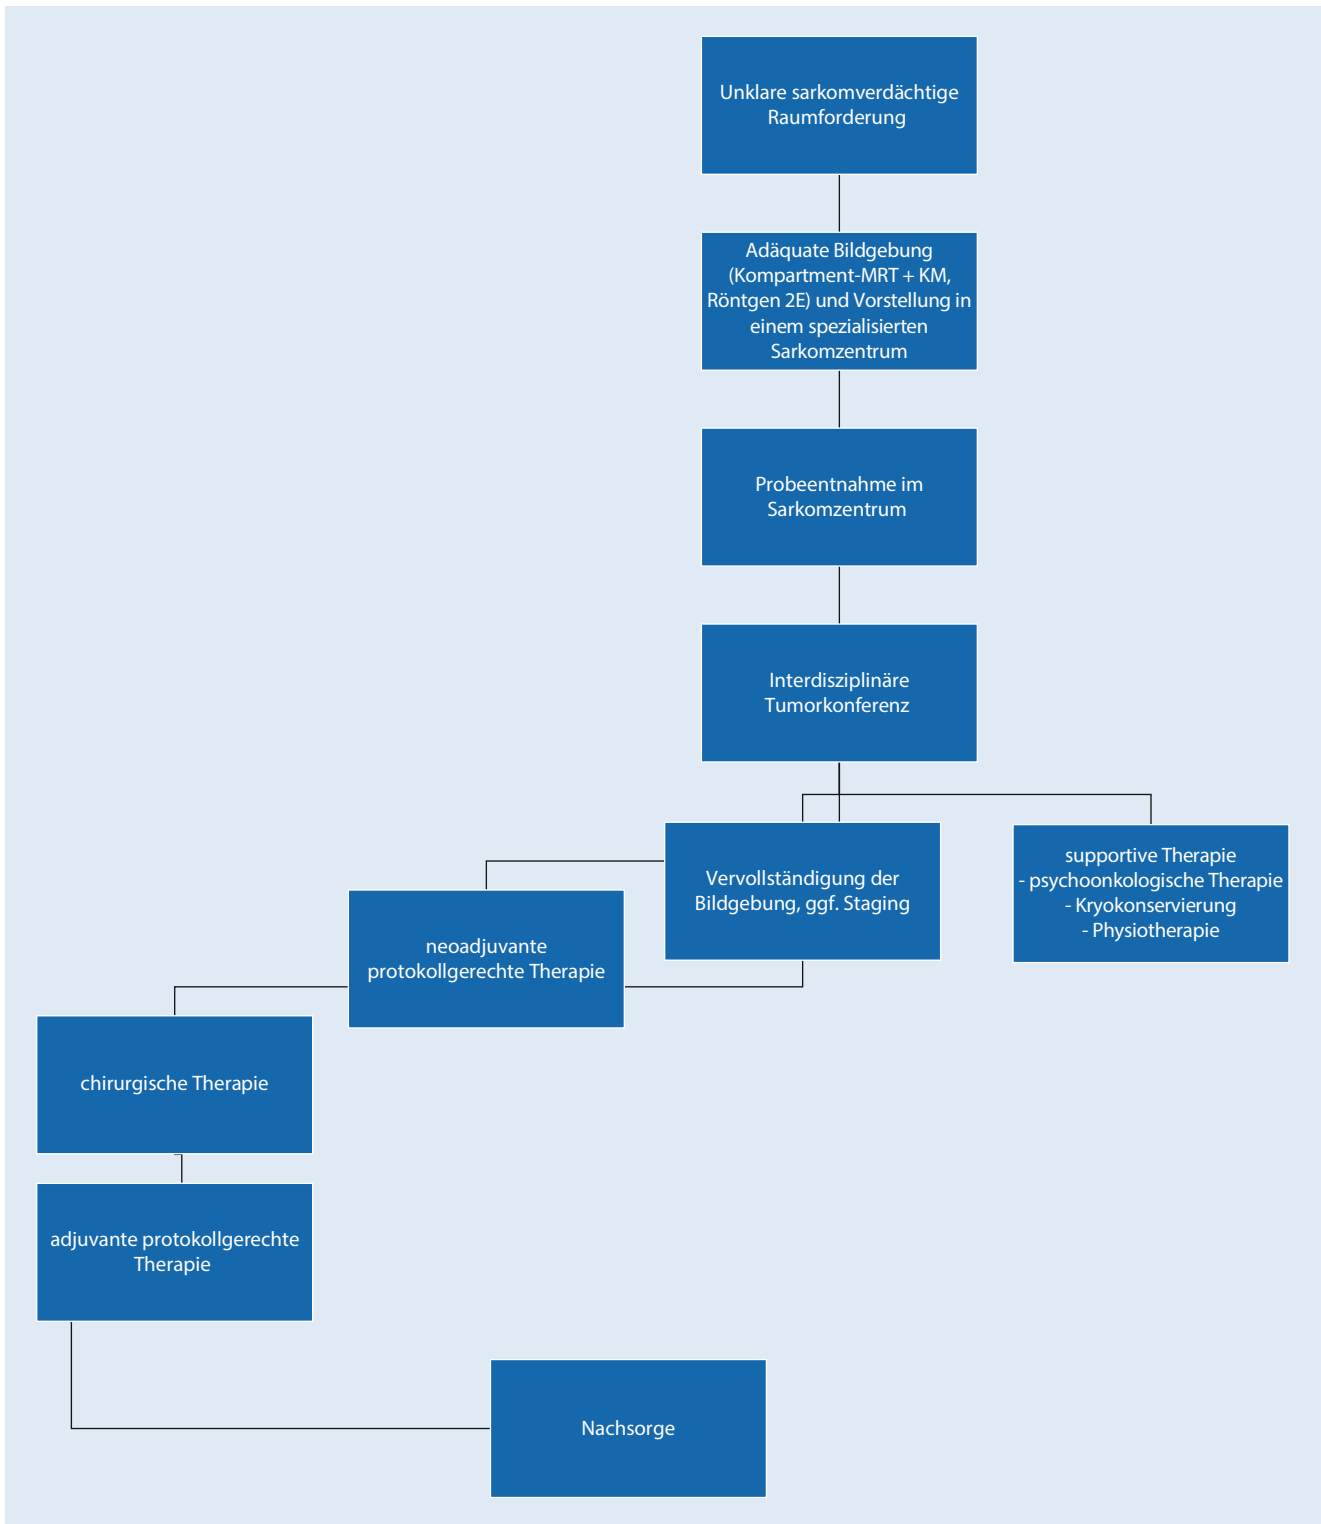 Unklare sarkomverdächtige
Raumforderung
Adäquate Bildgebung
(Kompartment-MRT + KM,
Röntgen 2E) und Vorstellung in
einem spezialisierten
Sarkomzentrum
Probeentnahme im
Sarkomzentrum
Interdisziplinäre
Tumorkonferenz
Vervollständigung der
Bildgebung, ggf. Staging
supportive Therapie
- psychoonkologische Therapie
- Kryokonservierung
- Physiotherapie
neoadjuvante
protokollgerechte Therapie
chirurgische Therapie
adjuvante protokollgerechte
Therapie
Nachsorge